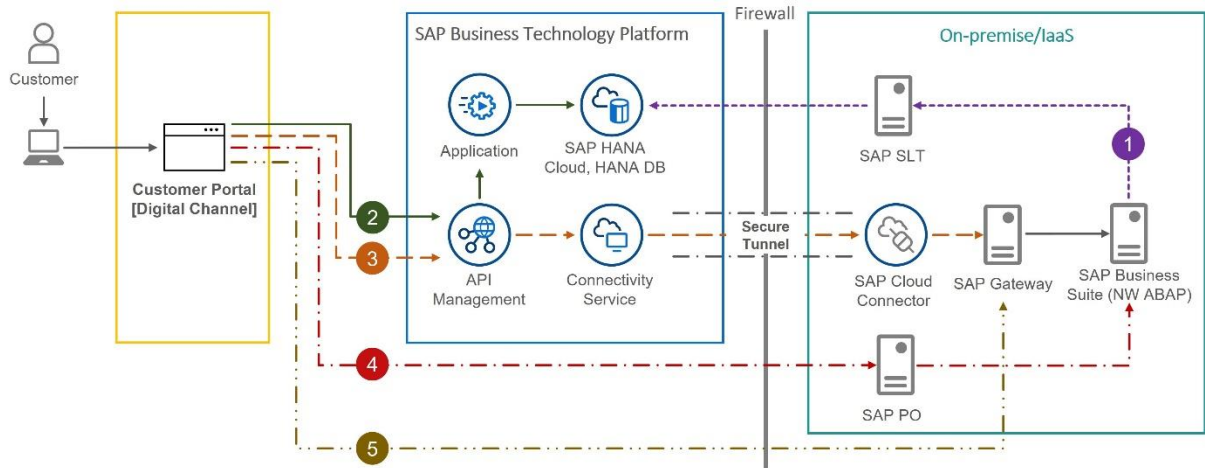 Firewall
SAP Business Technology Platform
On-premise/IaaS
Customer
Application
SAP HANA
Cloud, HANA DB
SAP SLT
1
Customer Portal
[Digital Channel]
2
3
API
Management
Connectivity
Service
Secure
Tunnel
SAP Cloud
Connector
SAP Gateway
SAP Business
Suite (NW ABAP)
4
SAP PO
5